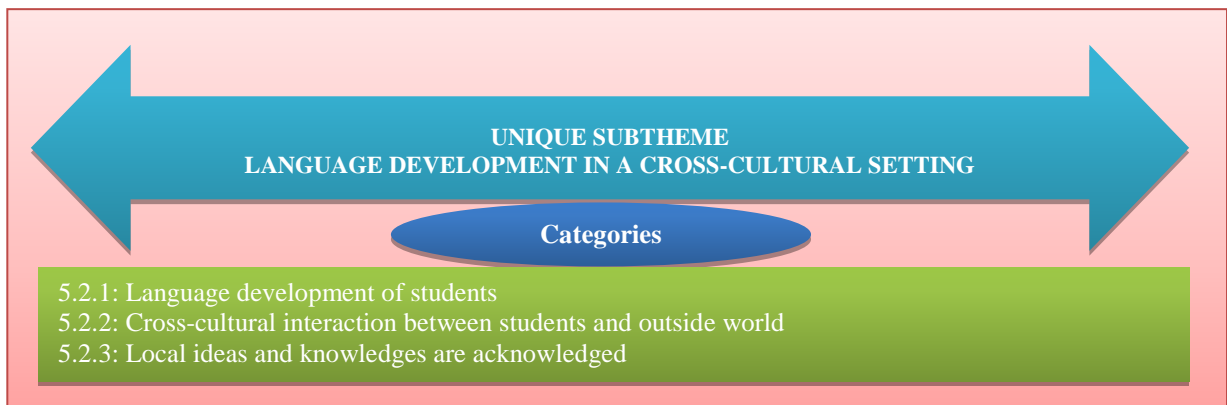 UNIQUE SUBTHEME
LANGUAGE DEVELOPMENT IN A CROSS-CULTURAL SETTING
Categories
5.2.1: Language development of students
5.2.2: Cross-cultural interaction between students and outside world
5.2.3: Local ideas and knowledges are acknowledged